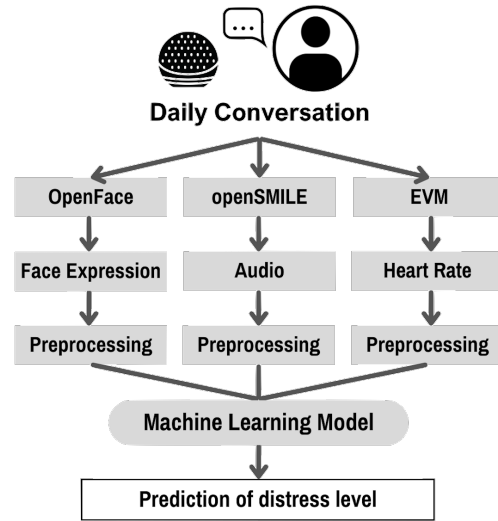 Daily Conversation
OpenFace openSMILE EVM
Face Expression Audio Heart Rate
Preprocessing Preprocessing Preprocessing
Machine Learning Model
Prediction of distress level